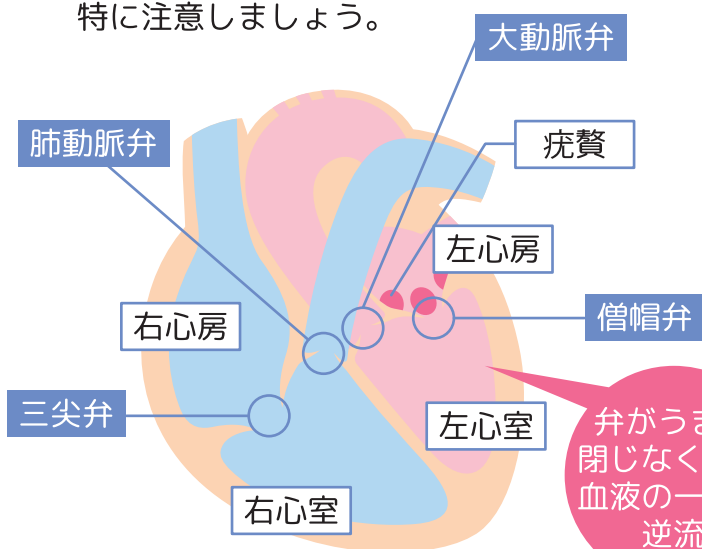 特に注意しましょう。
大動脈弁
肺動脈弁
疣贅
左心房
右心房
僧帽弁
三尖弁
左心室
右心室
弁がうま
閉じなく
血液の一
逆流